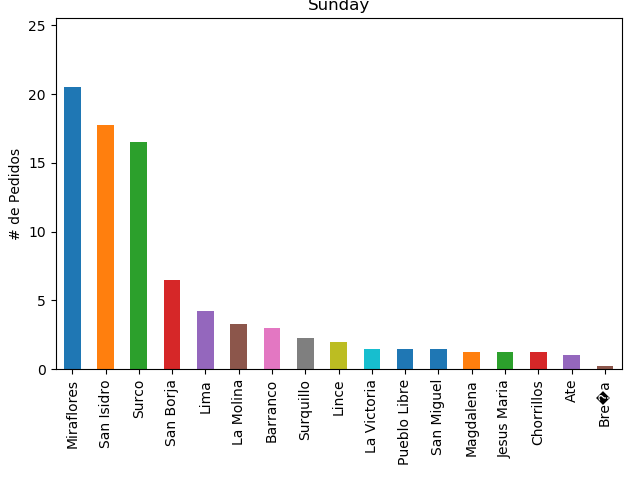 Sunday
# de Pedidos
25
20
15
10
5
0
Miraflores
San Isidro
Surco
San Borja
Lima
La Molina
Barranco
Surquillo
Lince
La Victoria
Pueblo Libre
San Miguel
Magdalena
Jesus Maria
Chorrillos
Ate
Bre�a